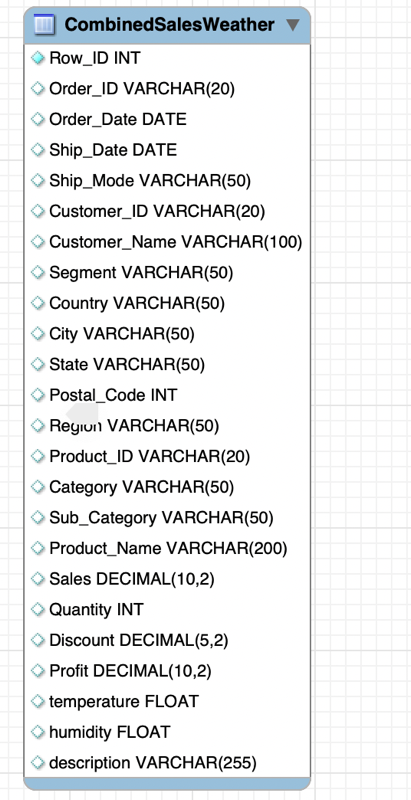 CombinedSalesWeather
Row_ID INT
Order_ID VARCHAR(20)
Order_Date DATE
Ship_Date DATE
Ship_Mode VARCHAR(50)
Customer_ID VARCHAR(20)
Customer_Name VARCHAR(100)
Segment VARCHAR(50)
Country VARCHAR(50)
City VARCHAR(50)
State VARCHAR(50)
Postal_Code INT
Region VARCHAR(50)
Product_ID VARCHAR(20)
Category VARCHAR(50)
Sub_Category VARCHAR(50)
Product_Name VARCHAR(200)
Sales DECIMAL(10,2)
Quantity INT
Discount DECIMAL(5,2)
Profit DECIMAL(10,2)
temperature FLOAT
humidity FLOAT
description VARCHAR(255)